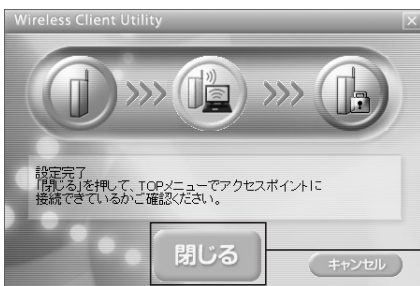 Wireless Client Utility
設定完了
「閉じる」を押して、TOPメニューでアクセスポイントに
接続できているかご確認ください。
閉じる
キャンセル